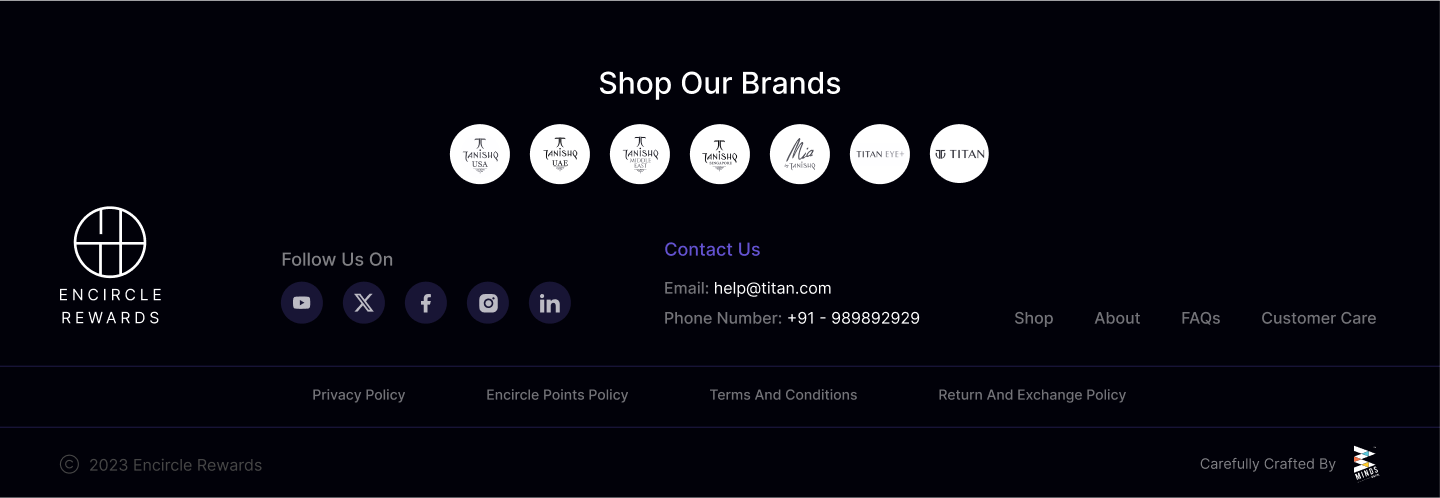 Shop Our Brands
TANISHQ
USA
TANISHQ
UAE
TANISHQ
MIDDLE
EAST
TANISHQ
SINGAPORE
Mia
by TANISHQ
TITAN EYE+
TITAN
ENCIRCLE
REWARDS
Follow Us On
Contact Us
Email: help@titan.com
Phone Number: +91 - 989892929
Shop About FAQs Customer Care
Privacy Policy Encircle Points Policy Terms And Conditions Return And Exchange Policy
© 2023 Encircle Rewards
Carefully Crafted By
MINDS